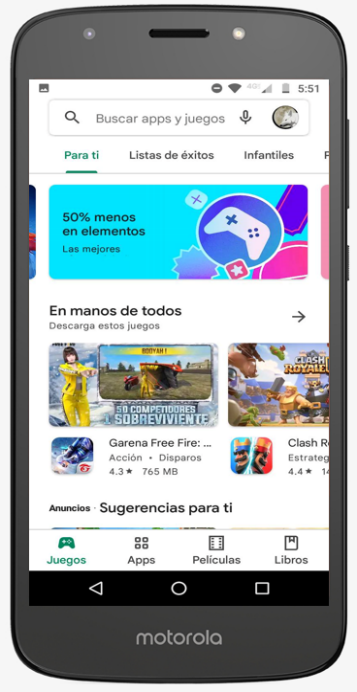 4G
5:51
Buscar apps y juegos
Para ti
Listas de éxitos
Infantiles
50% menos
en elementos
Las mejores
En manos de todos
Descarga estos juegos
BOOYAH!
50 COMPETIDORES
1 SOBREVIVIENTE
CLASH
ROYALE
Garena Free Fire: ...
Clash R
Acción • Disparos
Estrateg
4.3 ★ 765 MB
4.4 ★ 14
Anuncios · Sugerencias para ti
Juegos
Apps
Películas
Libros
motorola